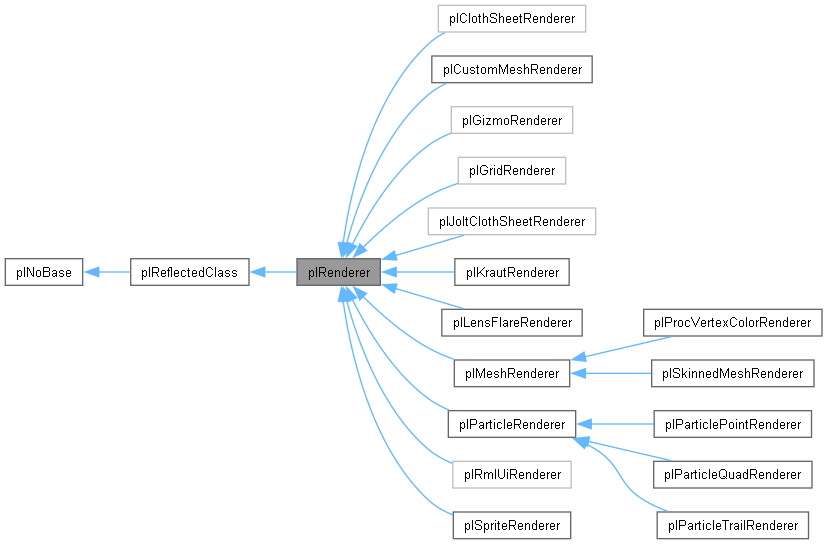 plClothSheetRenderer
plCustomMeshRenderer
plGizmoRenderer
plGridRenderer
plJoltClothSheetRenderer
plNoBase
plReflectedClass
plRenderer
plKrautRenderer
plLensFlareRenderer
plProcVertexColorRenderer
plMeshRenderer
plSkinnedMeshRenderer
plParticleRenderer
plParticlePointRenderer
plRmlUiRenderer
plParticleQuadRenderer
plSpriteRenderer
plParticleTrailRenderer